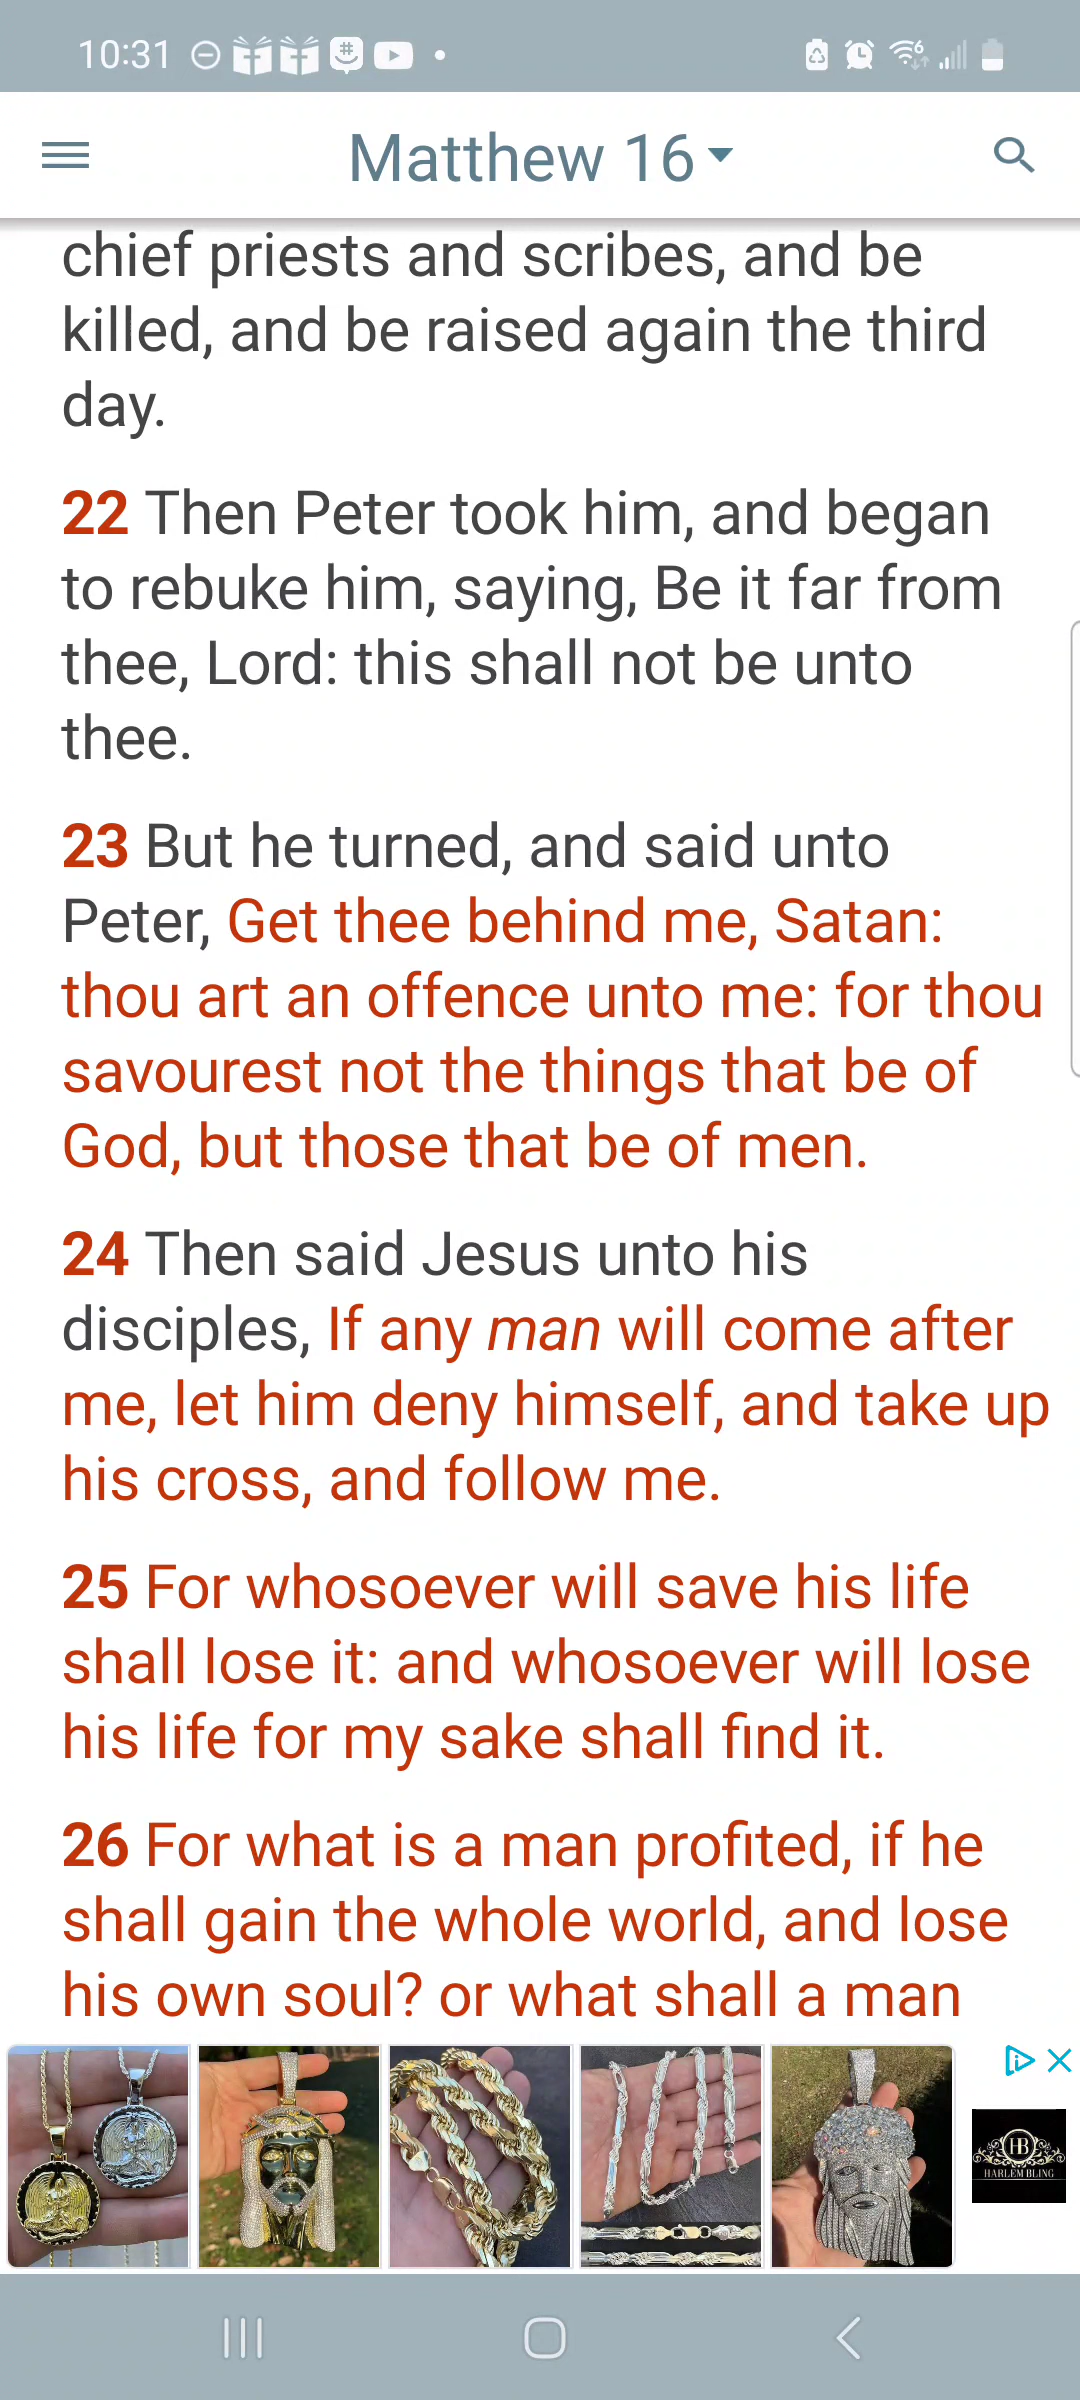 10:31
Matthew 16
chief priests and scribes, and be
killed, and be raised again the third
day.
22 Then Peter took him, and began
to rebuke him, saying, Be it far from
thee, Lord: this shall not be unto
thee.
23 But he turned, and said unto
Peter, Get thee behind me, Satan:
thou art an offence unto me: for thou
savourest not the things that be of
God, but those that be of men.
24 Then said Jesus unto his
disciples, If any man will come after
me, let him deny himself, and take up
his cross, and follow me.
25 For whosoever will save his life
shall lose it: and whosoever will lose
his life for my sake shall find it.
26 For what is a man profited, if he
shall gain the whole world, and lose
his own soul? or what shall a man
HB
HARLEM BLING